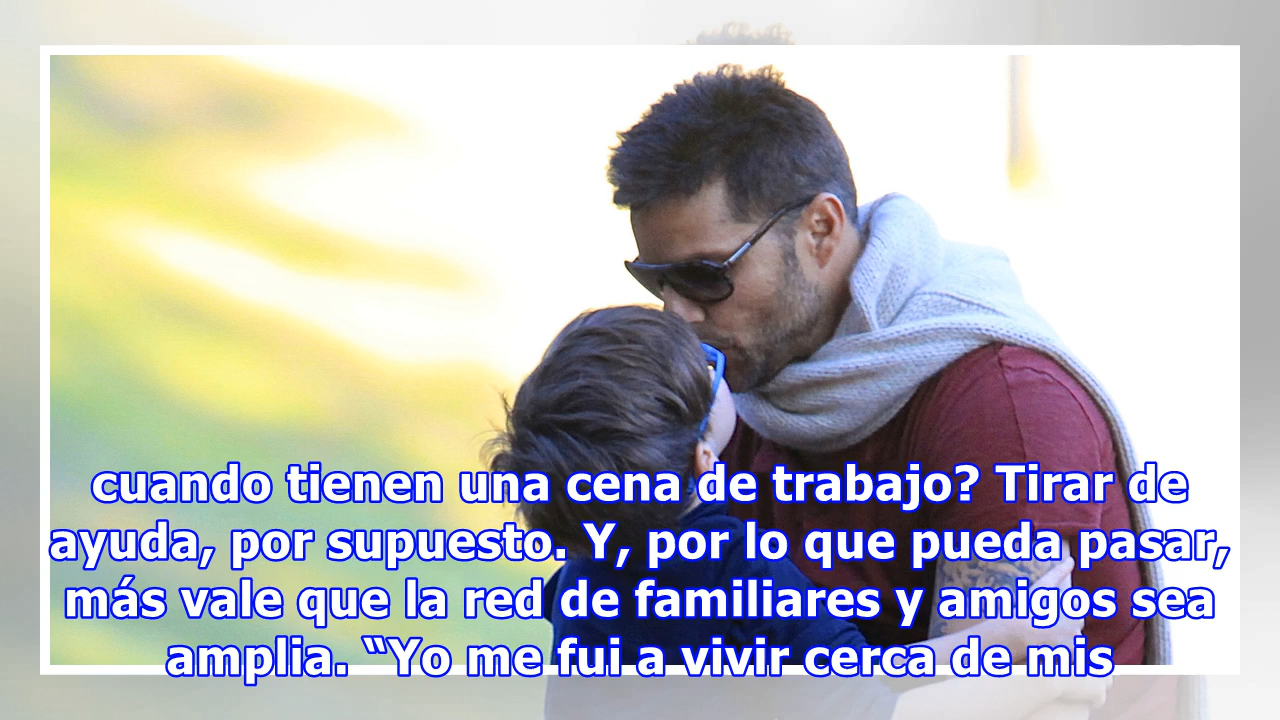 cuando tienen una cena de trabajo? Tirar de
ayuda, por supuesto. Y, por lo que pueda pasar,
más vale que la red de familiares y amigos sea
amplia. “Yo me fui a vivir cerca de mis